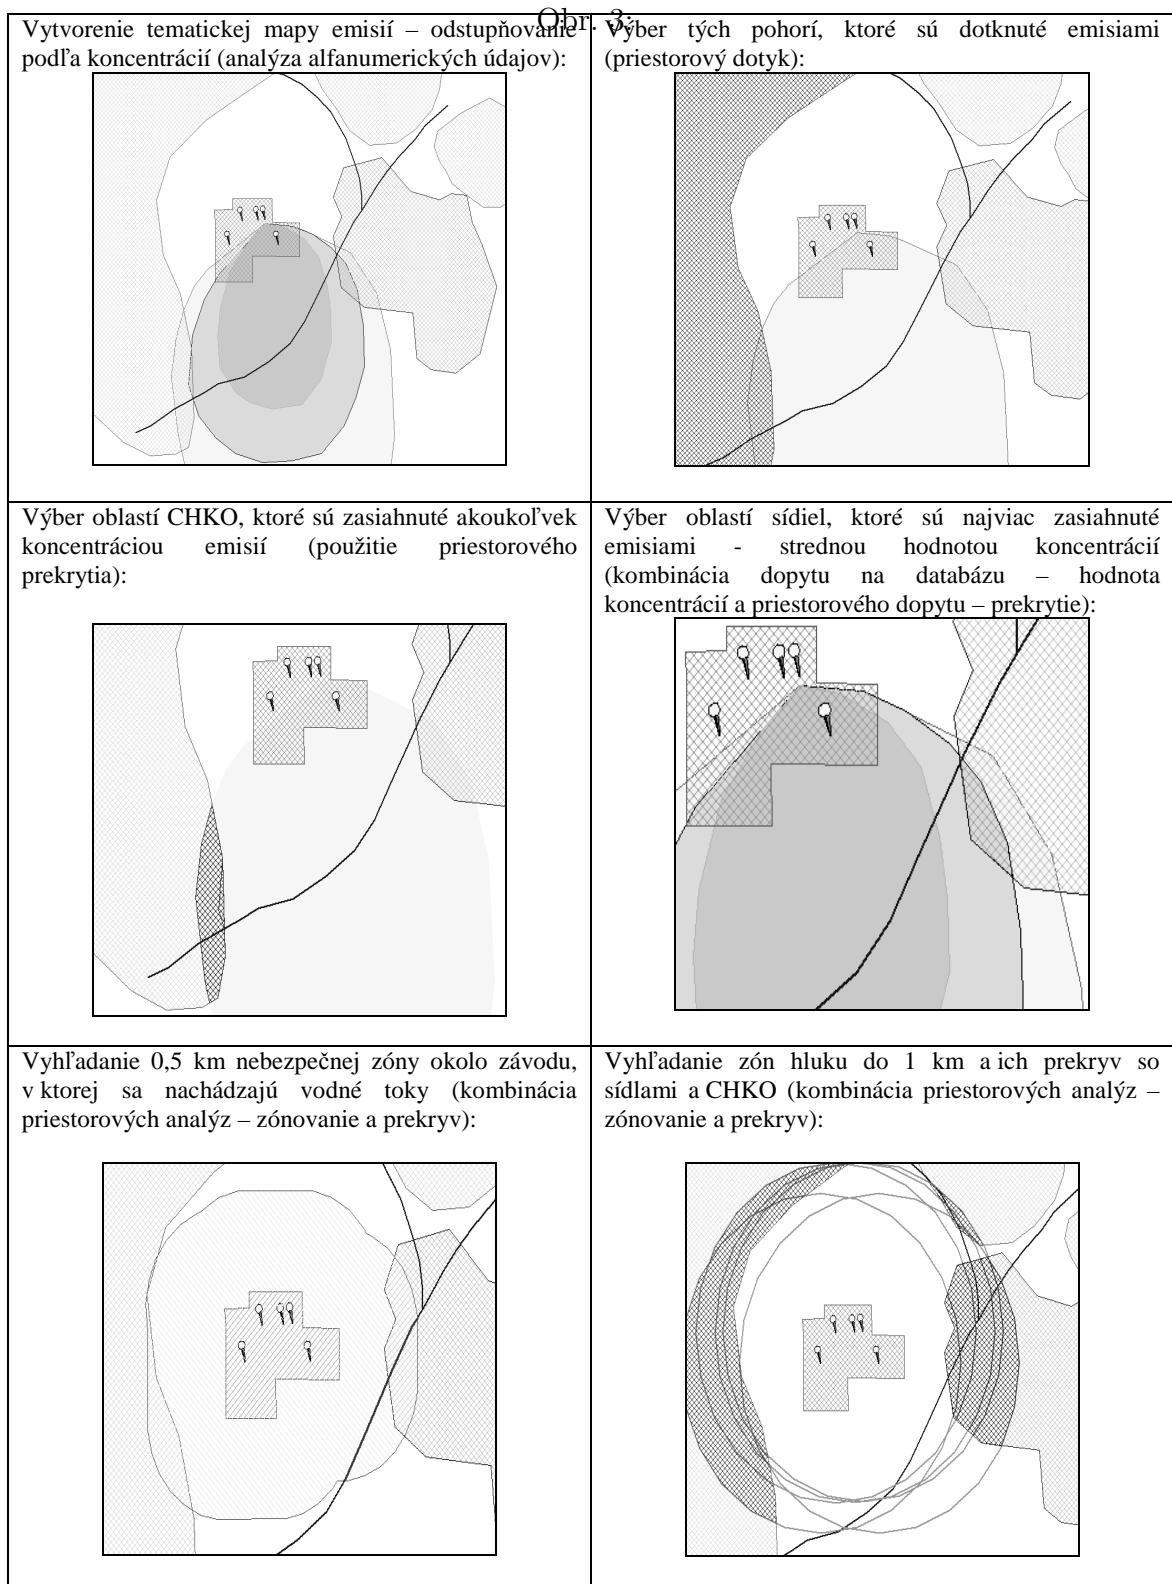 Obr. 3:
Vytvorenie tematickej mapy emisií – odstupňovanie
podľa koncentrácií (analýza alfanumerických údajov):
Výber tých pohorí, ktoré sú dotknuté emisiami
(priestorový dotyk):
Výber oblastí CHKO, ktoré sú zasiahnuté akoukoľvek
koncentráciou emisií (použitie priestorového
prekrytia):
Výber oblastí sídiel, ktoré sú najviac zasiahnuté
emisiami - strednou hodnotou koncentrácií
(kombinácia dopytu na databázu – hodnota
koncentrácií a priestorového dopytu – prekrytie):
Vyhľadanie 0,5 km nebezpečnej zóny okolo závodu,
v ktorej sa nachádzajú vodné toky (kombinácia
priestorových analýz – zónovanie a prekryv):
Vyhľadanie zón hluku do 1 km a ich prekryv so
sídlami a CHKO (kombinácia priestorových analýz –
zónovanie a prekryv):